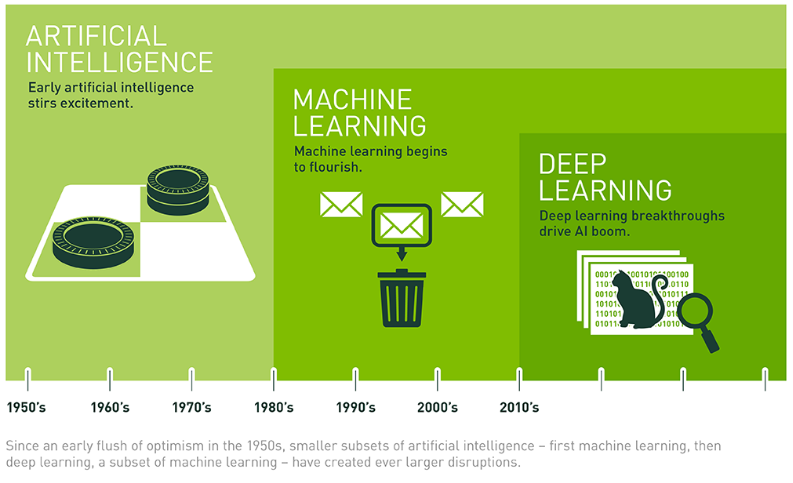 ARTIFICIAL
INTELLIGENCE
Early artificial intelligence
stirs excitement.
MACHINE
LEARNING
Machine learning begins
to flourish.
DEEP
LEARNING
Deep learning breakthroughs
drive AI boom.
1950's 1960's 1970's 1980's 1990's 2000's 2010's
Since an early flush of optimism in the 1950s, smaller subsets of artificial intelligence – first machine learning, then
deep learning, a subset of machine learning – have created ever larger disruptions.